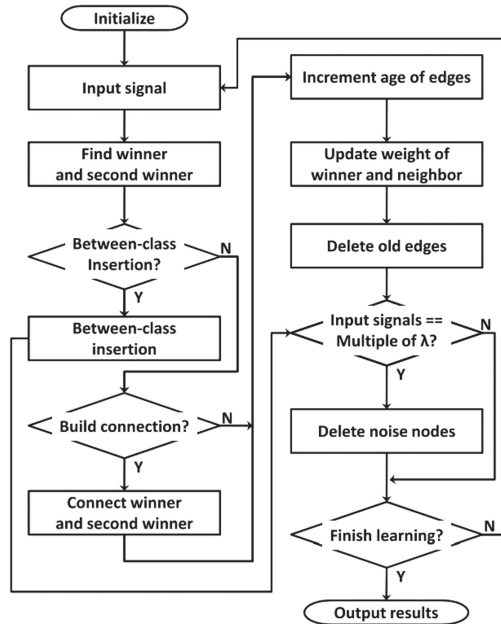 Initialize
Input signal
Find winner
and second winner
Between-class
Insertion?
N
Y
Between-class
insertion
Build connection?
N
Y
Connect winner
and second winner
Increment age of edges
Update weight of
winner and neighbor
Delete old edges
Input signals ==
Multiple of λ?
N
Y
Delete noise nodes
Finish learning?
N
Y
Output results